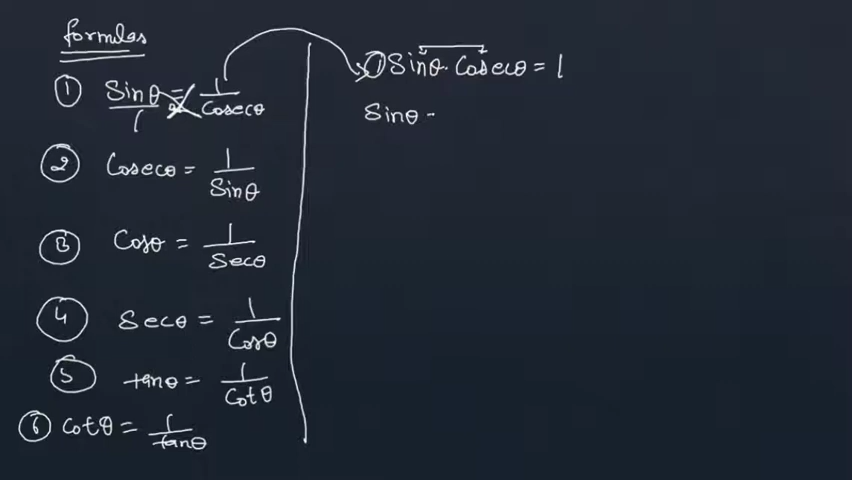 formulas
① Sinθ/1 = 1/Cosecθ
② Cosecθ = 1/Sinθ
③ Cosθ = 1/Secθ
④ Secθ = 1/Cosθ
⑤ tanθ = 1/Cotθ
⑥ Cotθ = 1/tanθ
① Sinθ. Cosecθ = 1
Sinθ -